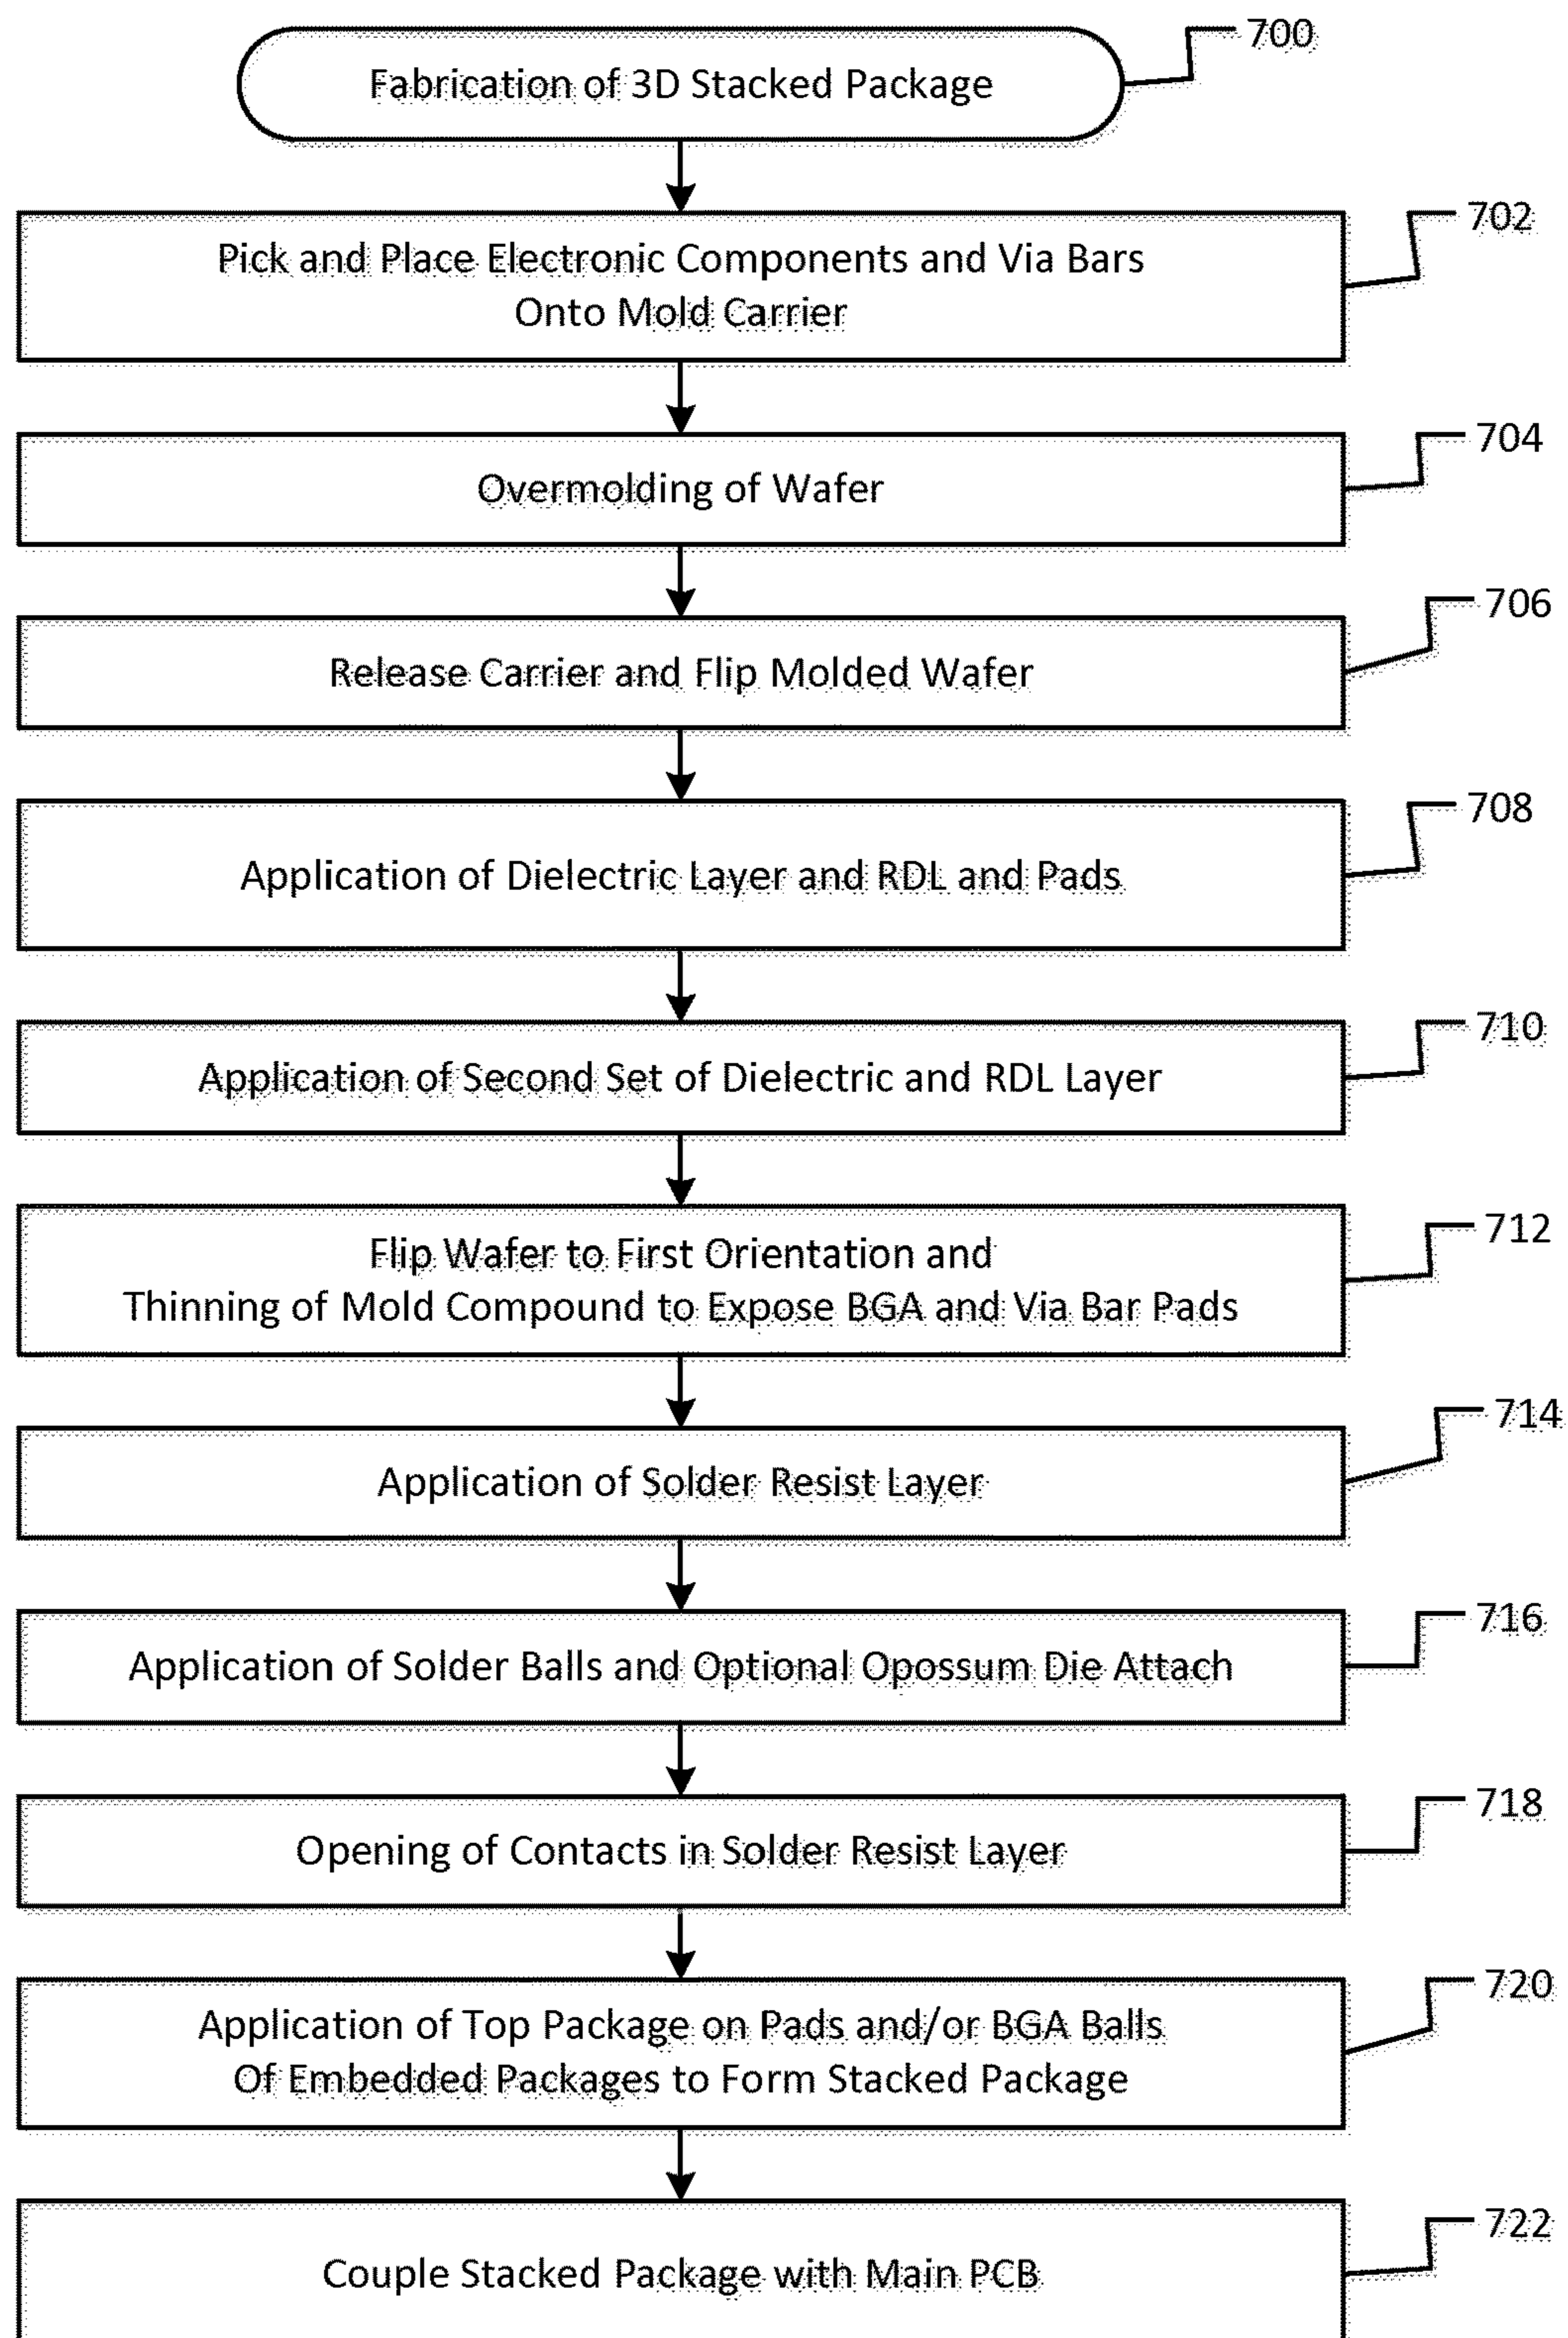 700
Fabrication of 3D Stacked Package
702
Pick and Place Electronic Components and Via Bars
Onto Mold Carrier
704
Overmolding of Wafer
706
Release Carrier and Flip Molded Wafer
708
Application of Dielectric Layer and RDL and Pads
710
Application of Second Set of Dielectric and RDL Layer
712
Flip Wafer to First Orientation and
Thinning of Mold Compound to Expose BGA and Via Bar Pads
714
Application of Solder Resist Layer
716
Application of Solder Balls and Optional Opossum Die Attach
718
Opening of Contacts in Solder Resist Layer
720
Application of Top Package on Pads and/or BGA Balls
Of Embedded Packages to Form Stacked Package
722
Couple Stacked Package with Main PCB